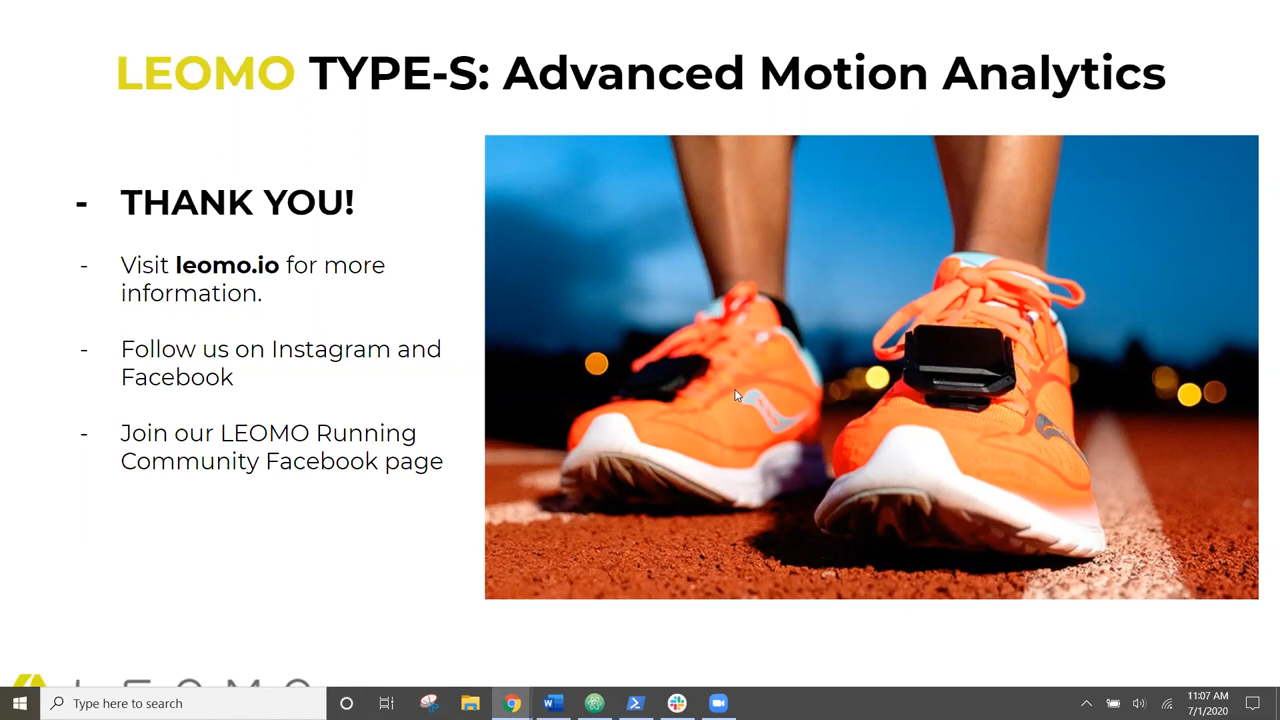 LEOMO TYPE-S: Advanced Motion Analytics
- THANK YOU!
- Visit leomo.io for more
information.
- Follow us on Instagram and
Facebook
- Join our LEOMO Running
Community Facebook page
LEOMO
Type here to search
11:07 AM
7/1/2020